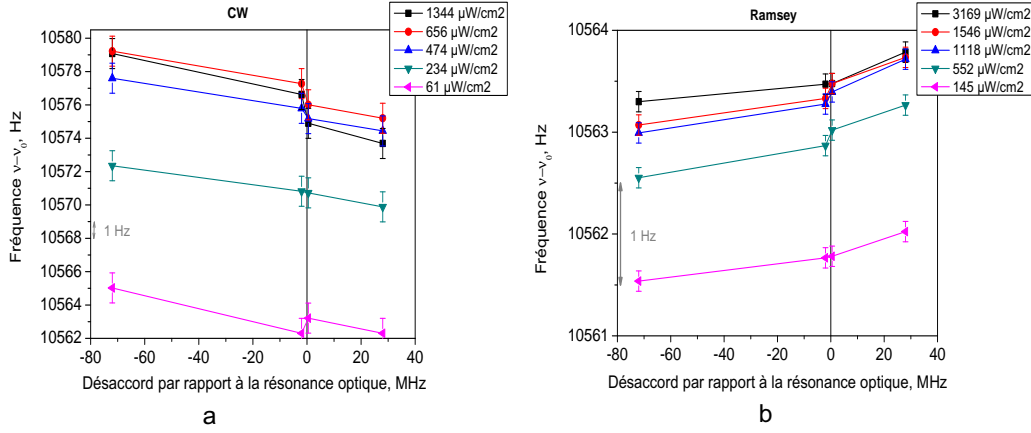 CW
1344 µW/cm2
656 µW/cm2
474 µW/cm2
234 µW/cm2
61 µW/cm2
Fréquence ν–ν₀, Hz
10580
10578
10576
10574
10572
10570
10568
10566
10564
10562
1 Hz
-80 -60 -40 -20 0 20 40
Désaccord par rapport à la résonance optique, MHz
a
Ramsey
3169 µW/cm2
1546 µW/cm2
1118 µW/cm2
552 µW/cm2
145 µW/cm2
Fréquence ν–ν₀, Hz
10564
10563
10562
10561
1 Hz
-80 -60 -40 -20 0 20 40
Désaccord par rapport à la résonance optique, MHz
b